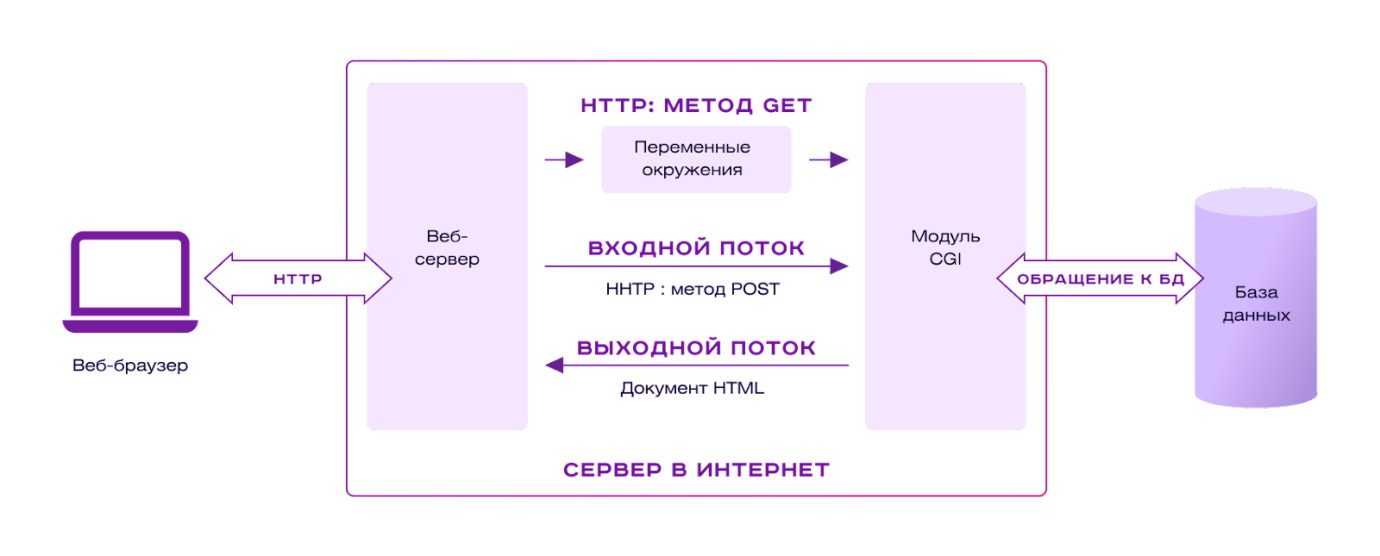 HTTP: МЕТОД GET
Переменные
окружения
Веб-
сервер
ВХОДНОЙ ПОТОК
HHTP : метод POST
Модуль
CGI
HTTP
ОБРАЩЕНИЕ К БД
База
данных
ВЫХОДНОЙ ПОТОК
Документ HTML
Веб-браузер
СЕРВЕР В ИНТЕРНЕТ